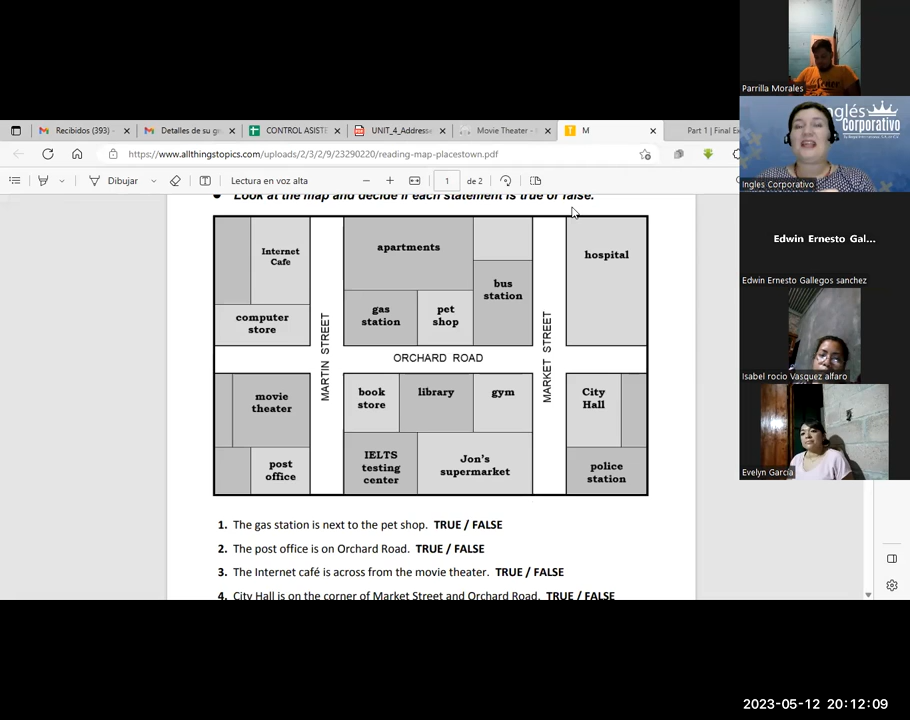 Recibidos (393) -
Detalles de su g
CONTROL ASIST
UNIT_4_Addresse
Movie Theater -
M
Part 1 | Final Ex
https://www.allthingstopics.com/uploads/2/3/2/9/23290220/reading-map-placestown.pdf
Dibujar
Lectura en voz alta
1
de 2
Look at the map and decide if each statement is true or false.
Internet
Cafe
apartments
hospital
bus
station
computer
store
gas
station
pet
shop
MARTIN STREET
ORCHARD ROAD
MARKET STREET
movie
theater
book
store
library
gym
City
Hall
post
office
IELTS
testing
center
Jon's
supermarket
police
station
1. The gas station is next to the pet shop. TRUE / FALSE
2. The post office is on Orchard Road. TRUE / FALSE
3. The Internet café is across from the movie theater. TRUE / FALSE
4. City Hall is on the corner of Market Street and Orchard Road. TRUE / FALSE
Parrilla Morales
Inglés
Corporativo
Ingles Corporativo
Edwin Ernesto Gal...
Edwin Ernesto Gallegos sanchez
Isabel rocio Vasquez alfaro
Evelyn García
2023-05-12 20:12:09